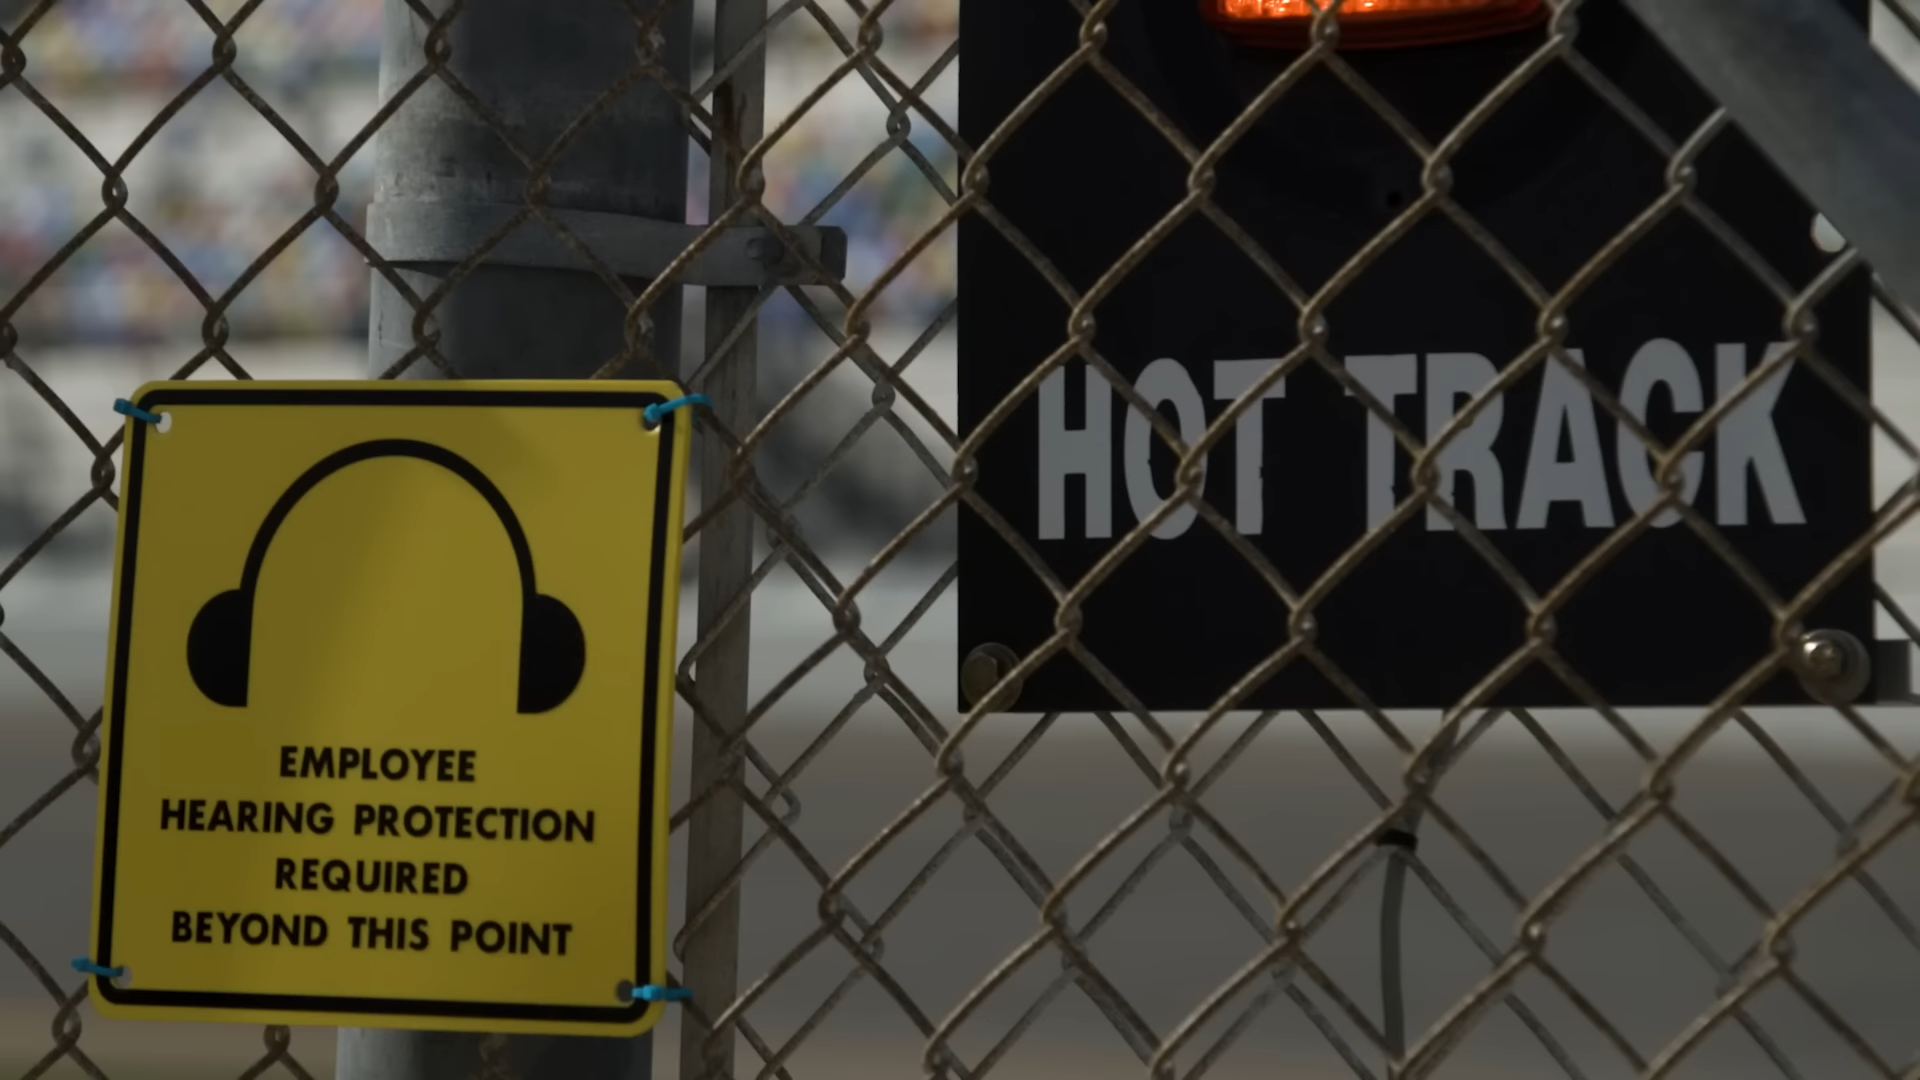 EMPLOYEE
HEARING PROTECTION
REQUIRED
BEYOND THIS POINT
HOT TRACK